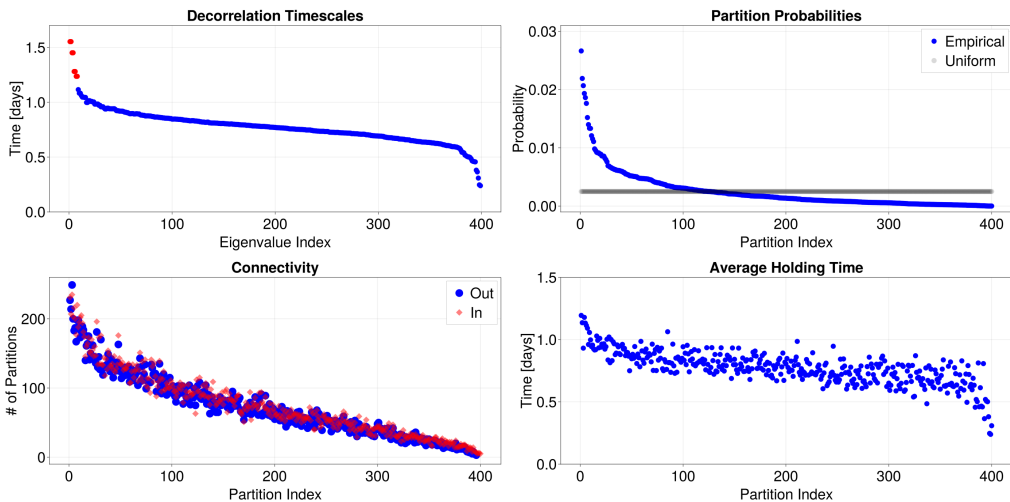 Decorrelation Timescales
Time [days]
1.5
1.0
0.5
0.0
0
100
200
300
400
Eigenvalue Index
Partition Probabilities
Probability
0.03
0.02
0.01
0.00
Empirical
Uniform
0
100
200
300
400
Partition Index
Connectivity
# of Partitions
200
100
0
Out
In
0
100
200
300
400
Partition Index
Average Holding Time
Time [days]
1.5
1.0
0.5
0.0
0
100
200
300
400
Partition Index